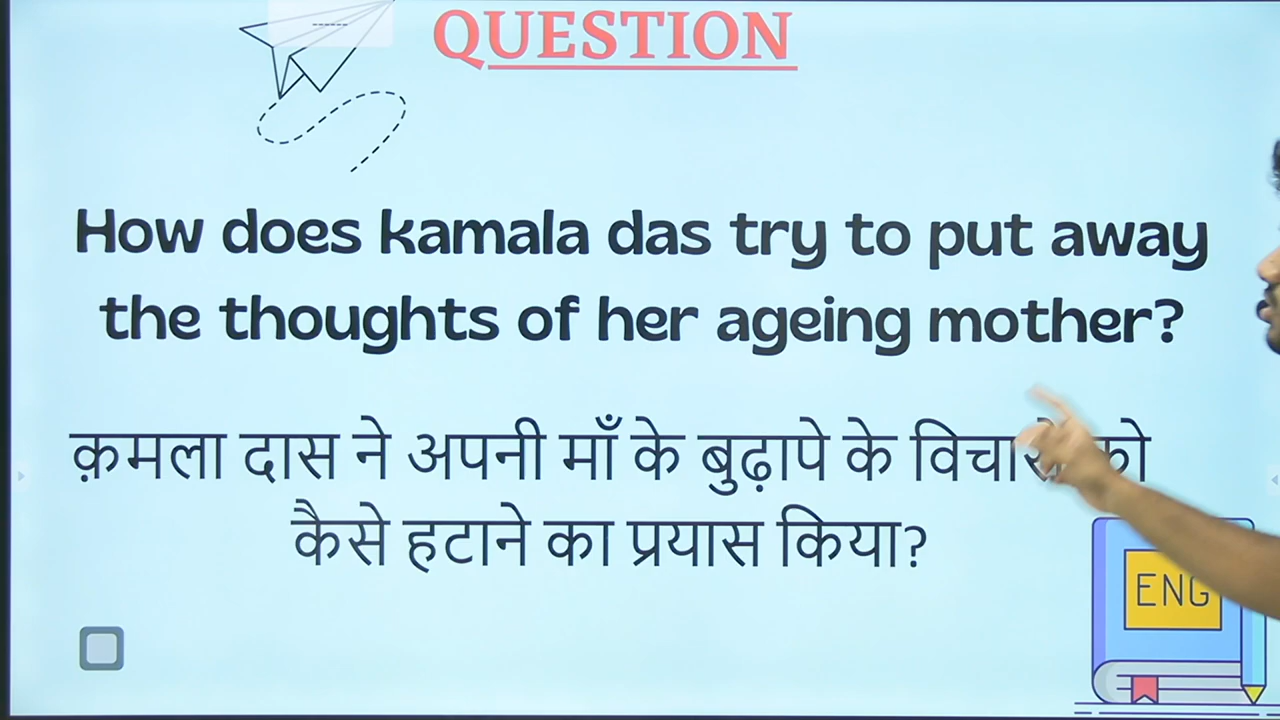 QUESTION
How does kamala das try to put away
the thoughts of her ageing mother?
क़मला दास ने अपनी माँ के बुढ़ापे के को
कैसे हटाने का प्रयास किया?
ENG